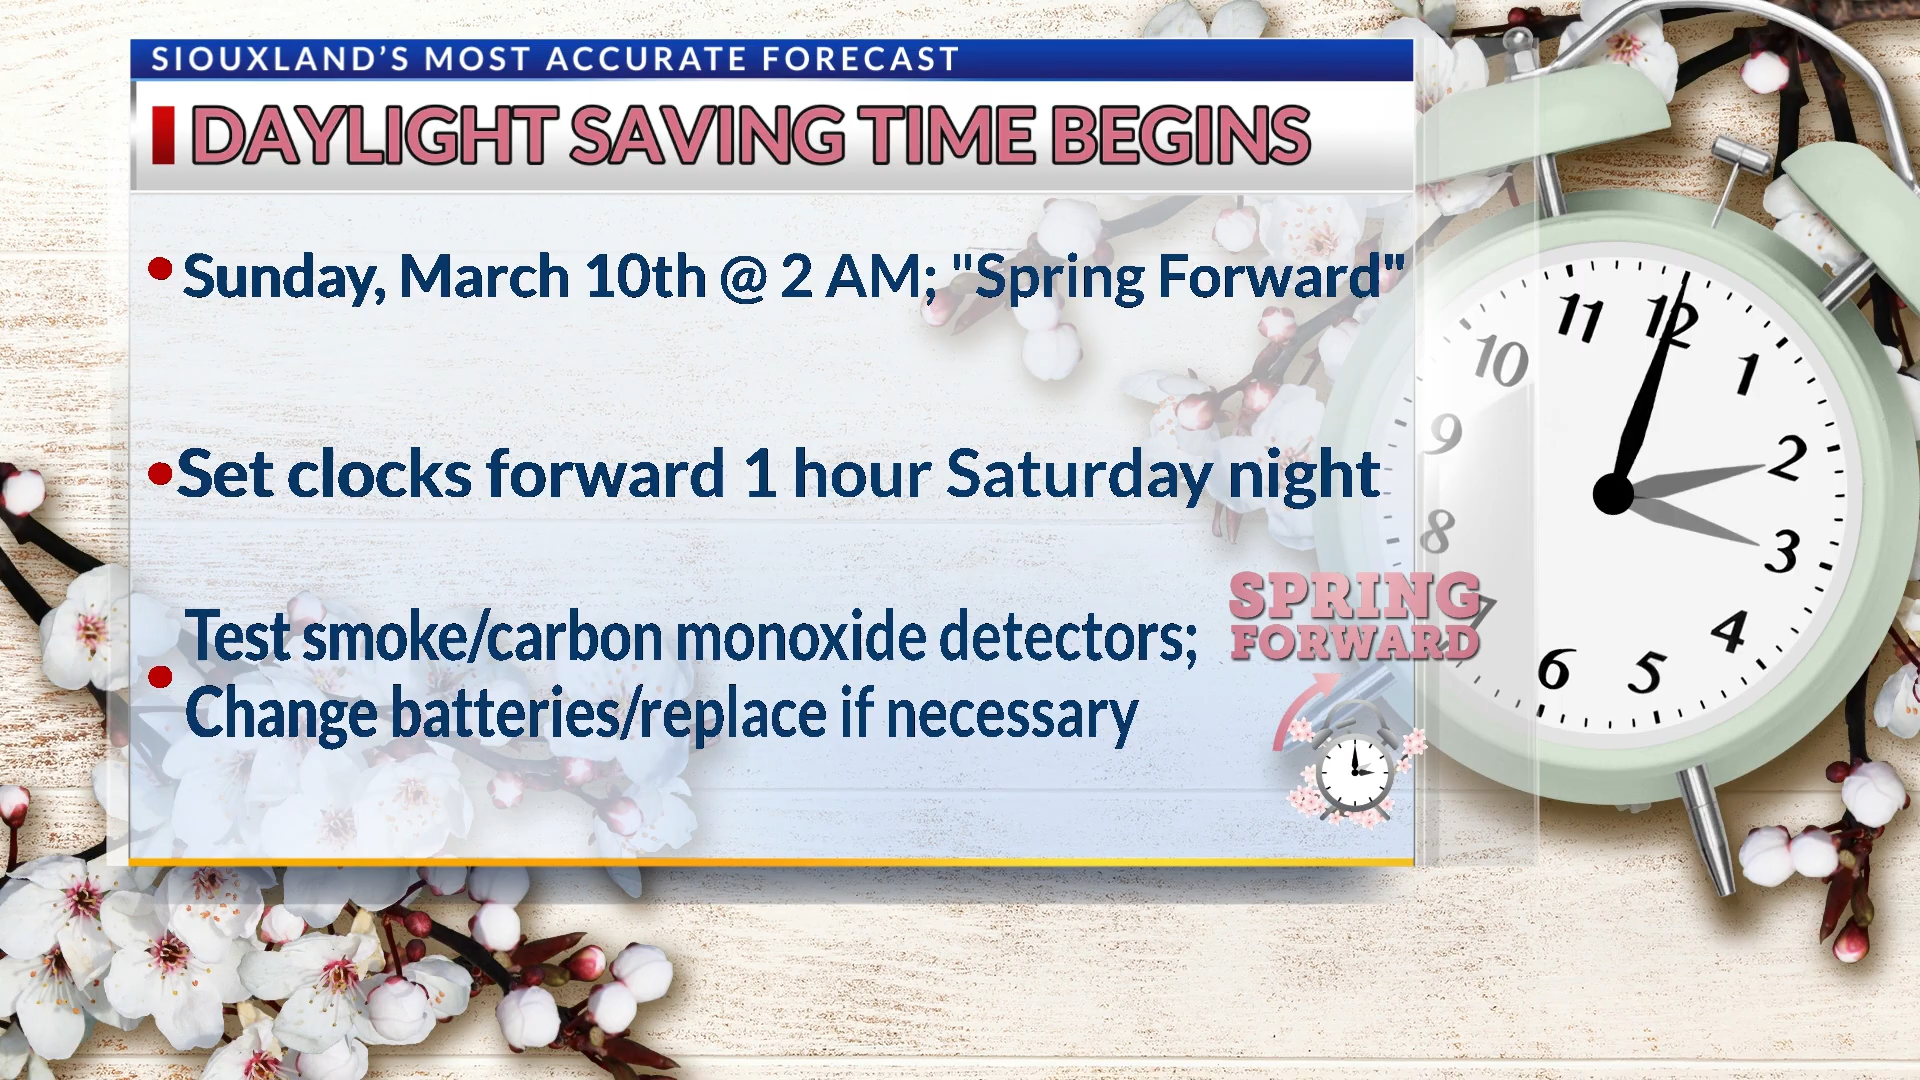 SIOUXLAND'S MOST ACCURATE FORECAST
DAYLIGHT SAVING TIME BEGINS
• Sunday, March 10th @ 2 AM; "Spring Forward"
•Set clocks forward 1 hour Saturday night
• Test smoke/carbon monoxide detectors;
Change batteries/replace if necessary
SPRING
FORWARD
12
1
2
3
4
5
6
7
8
9
10
11